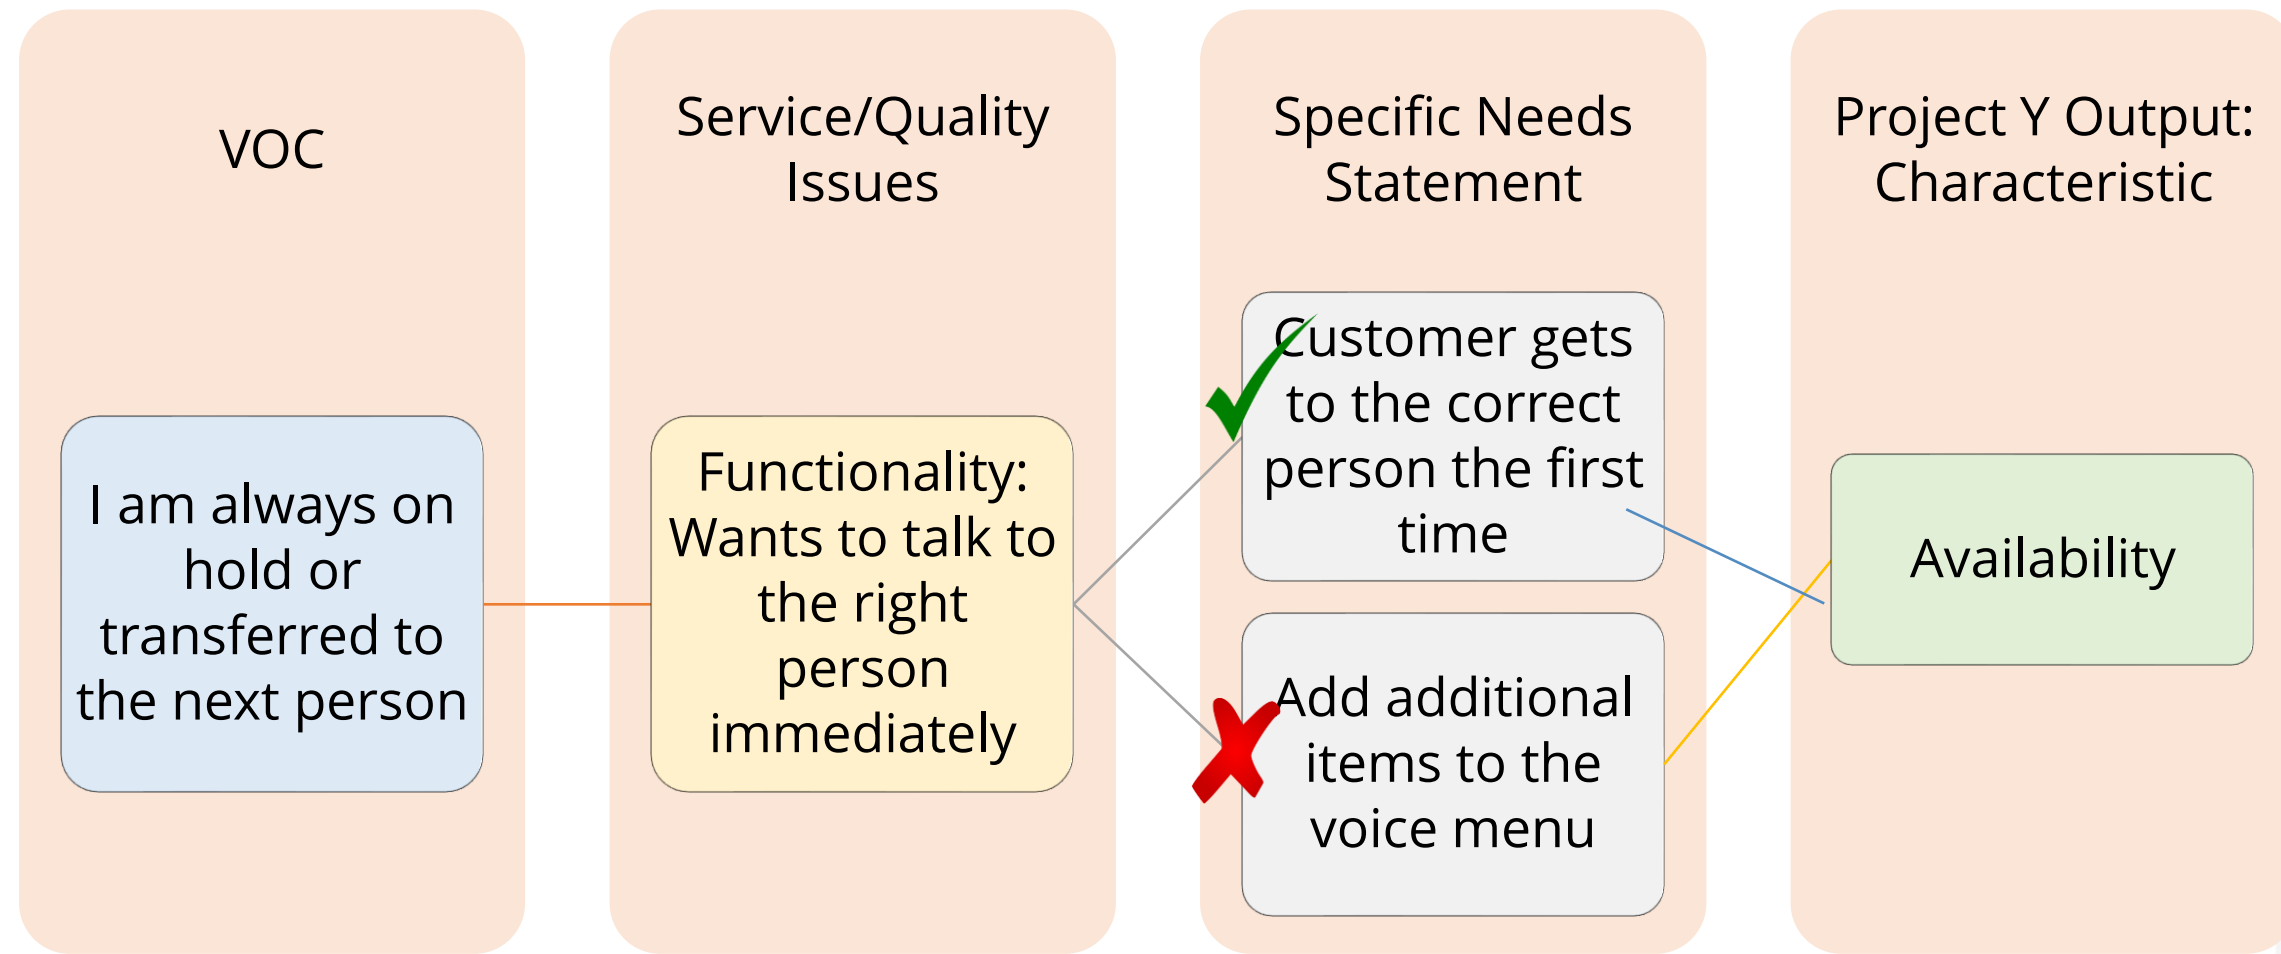 VOC
I am always on
hold or
transferred to
the next person
Service/Quality
Issues
Functionality:
Wants to talk to
the right
person
immediately
Specific Needs
Statement
Customer gets
to the correct
person the first
time
Add additional
items to the
voice menu
Project Y Output:
Characteristic
Availability